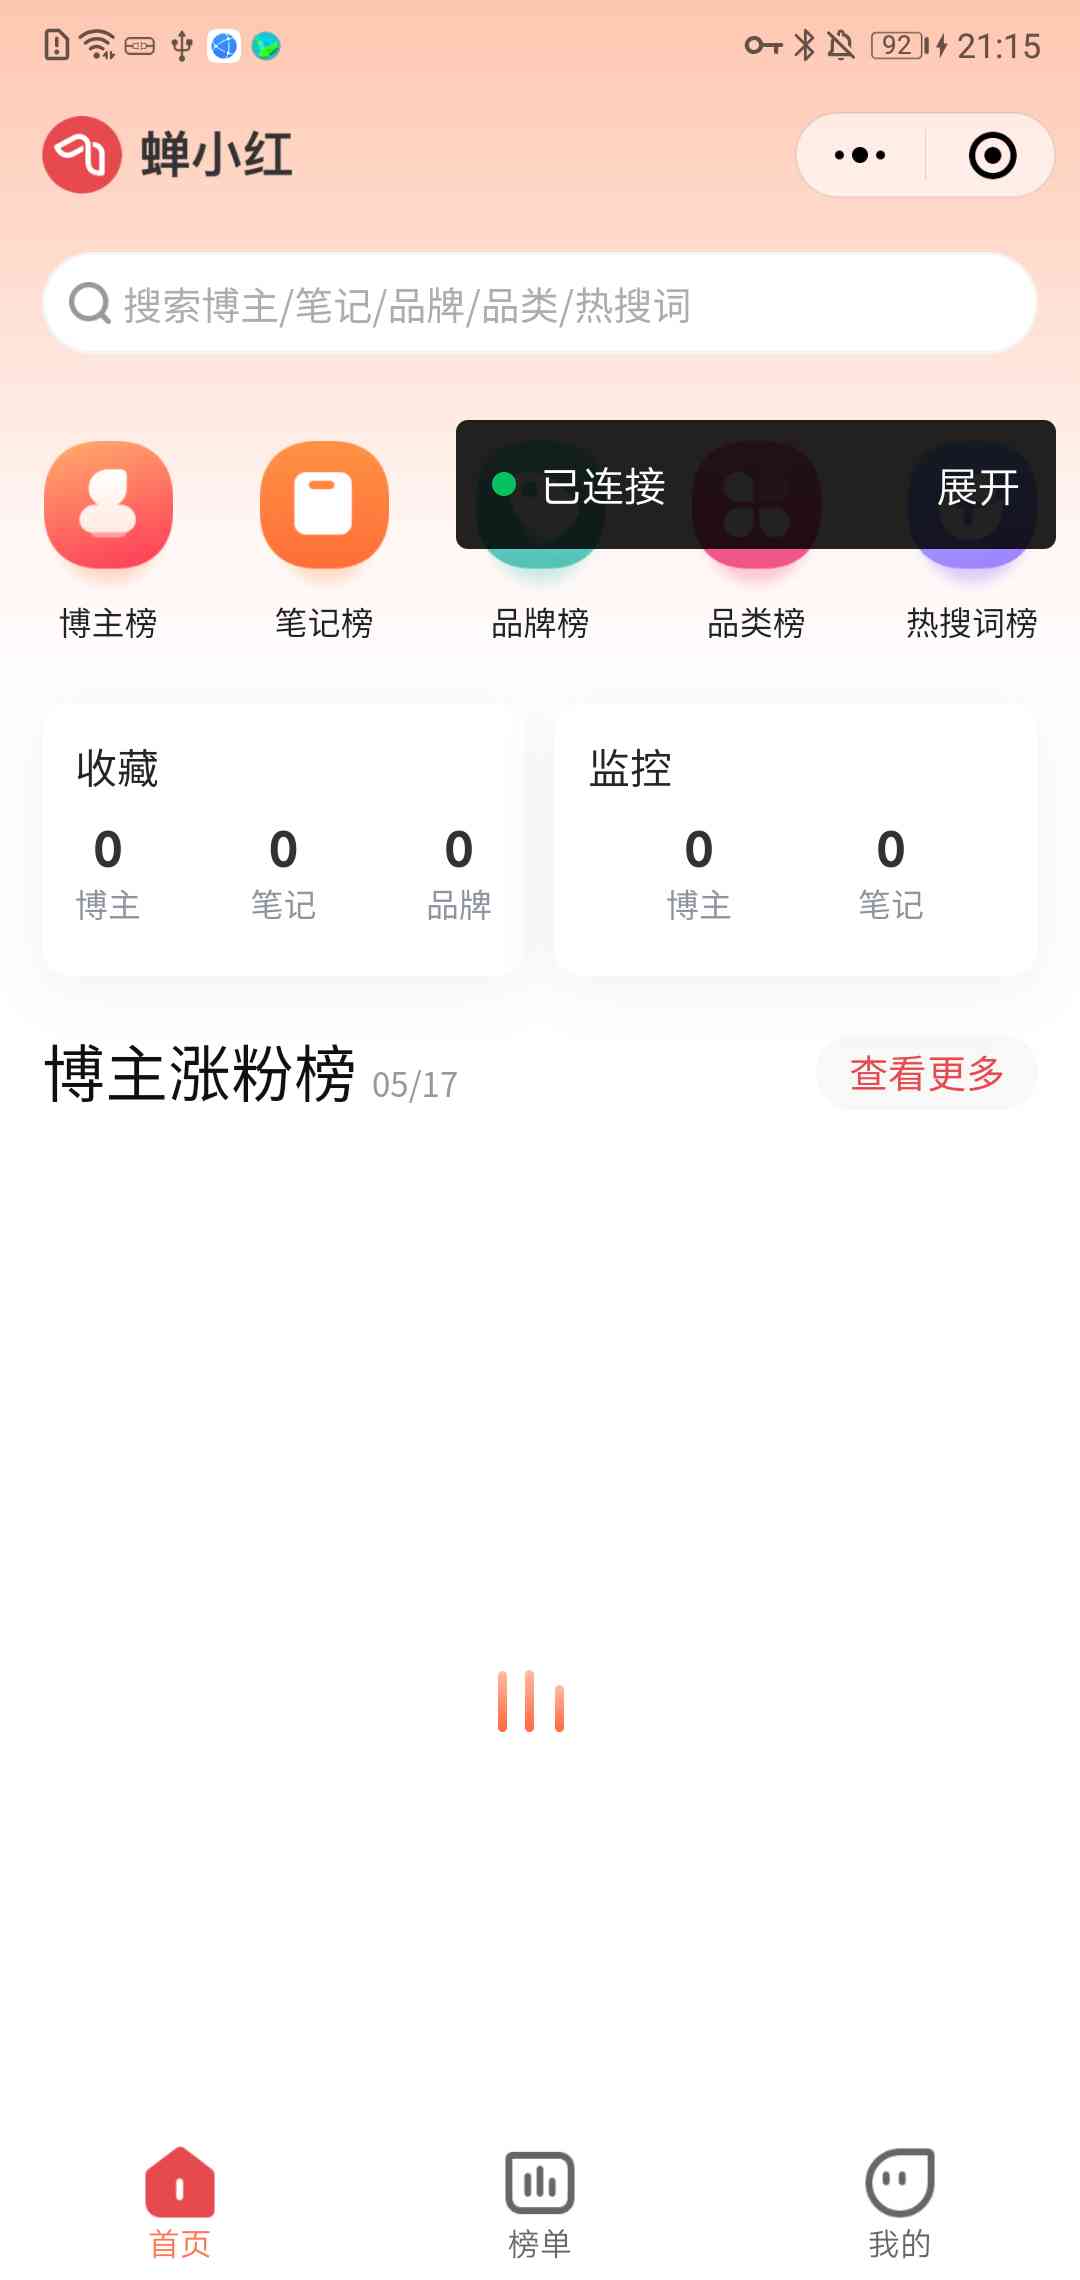 92 21:15
蝉小红
搜索博主/笔记/品牌/品类/热搜词
已连接 展开
博主榜 笔记榜 品牌榜 品类榜 热搜词榜
收藏 监控
0 0 0 0 0
博主 笔记 品牌 博主 笔记
博主涨粉榜 05/17 查看更多
首页 榜单 我的